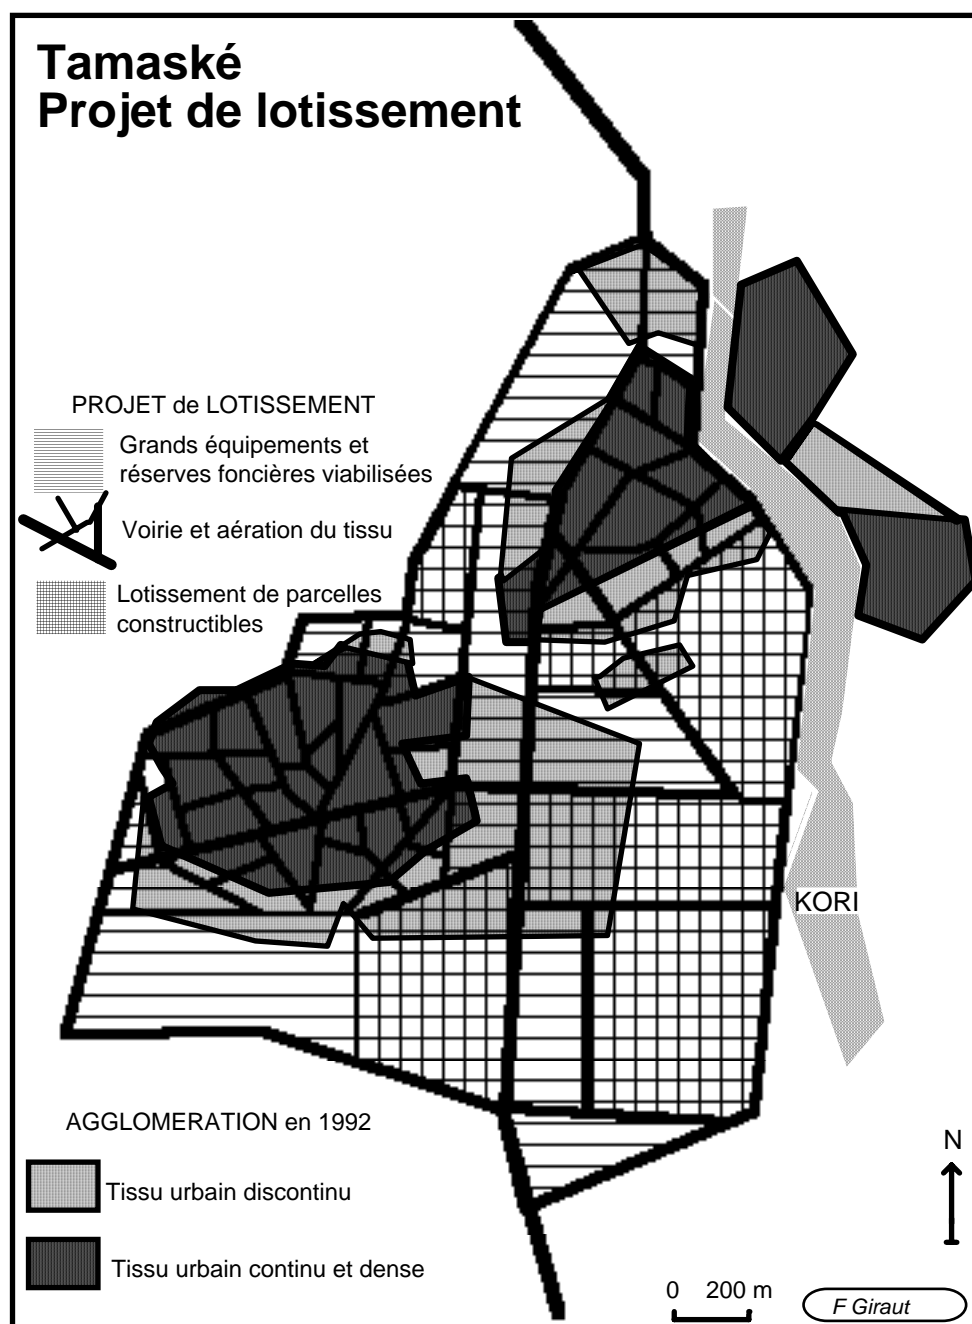 Tamaské
Projet de lotissement
PROJET de LOTISSEMENT
Grands équipements et
réserves foncières viabilisées
Voirie et aération du tissu
Lotissement de parcelles
constructibles
KORI
AGGLOMERATION en 1992
Tissu urbain discontinu
Tissu urbain continu et dense
N
0 200 m
F Giraut